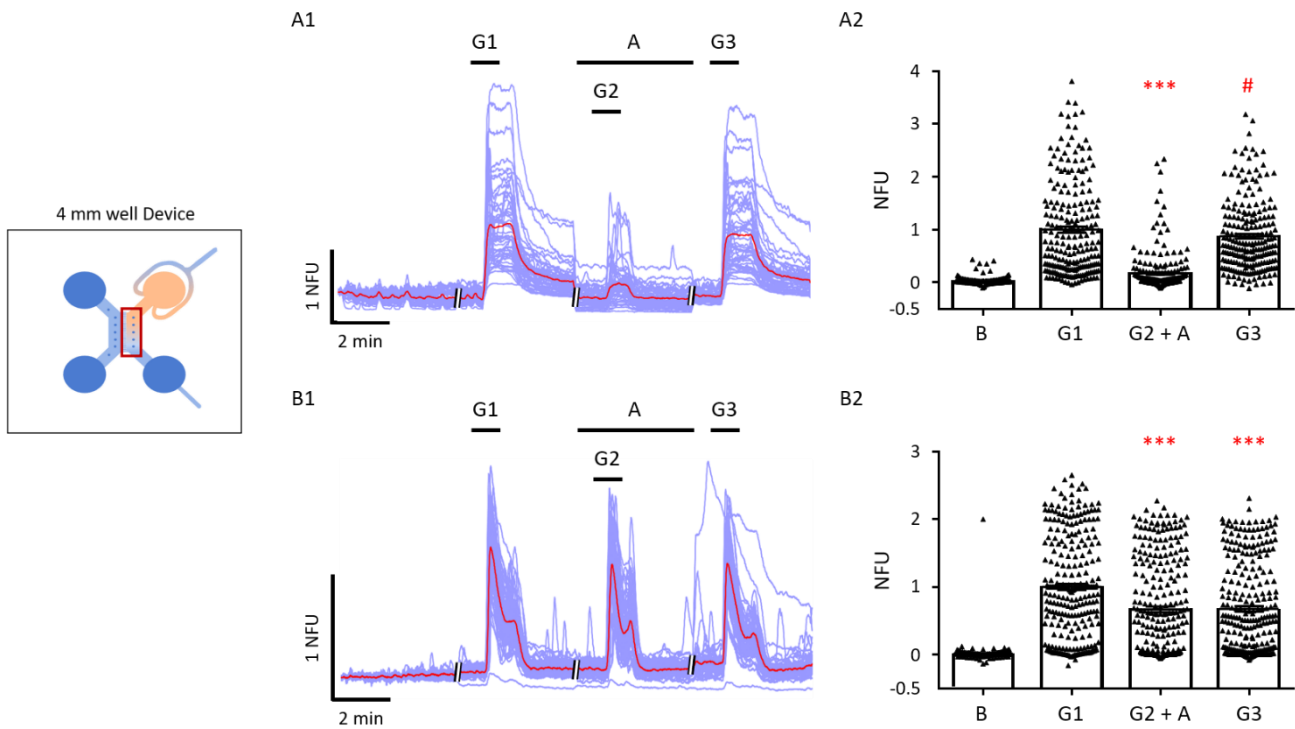 4 mm well Device
A1
G1
A
G3
G2
1 NFU
2 min
A2
4
***
#
3
2
1
0
-0.5
NFU
B
G1
G2 + A
G3
B1
G1
A
G3
G2
1 NFU
2 min
B2
3
***
***
2
1
0
-0.5
NFU
B
G1
G2 + A
G3